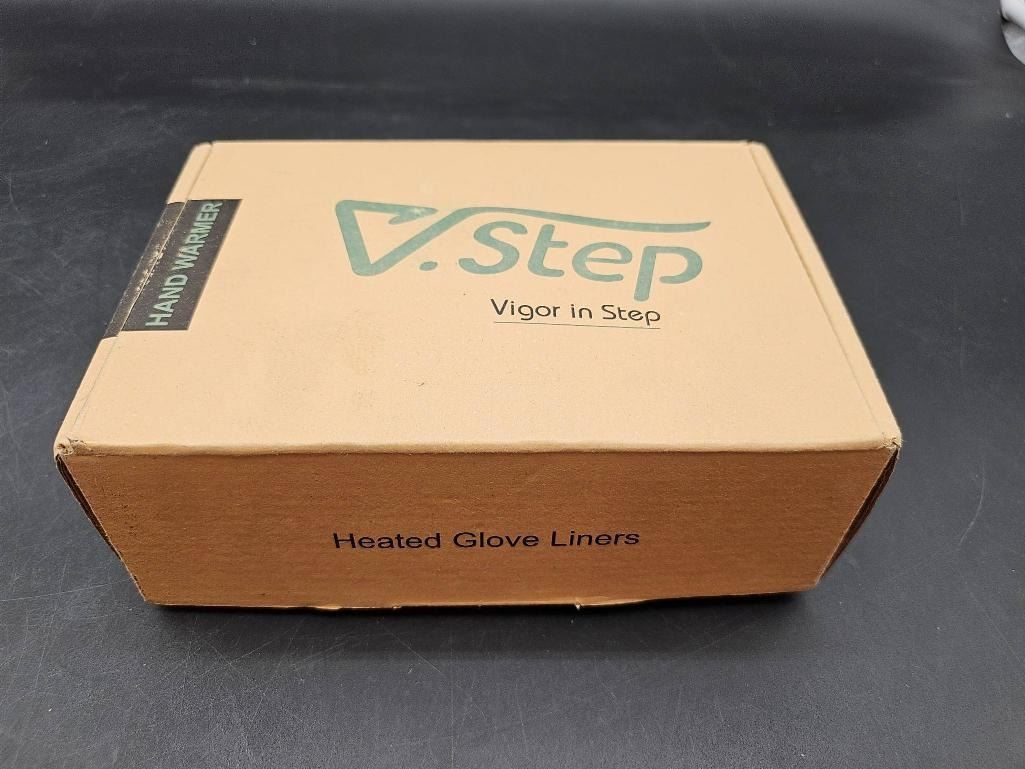 HAND WARMER
V.Step
Vigor in Step
Heated Glove Liners